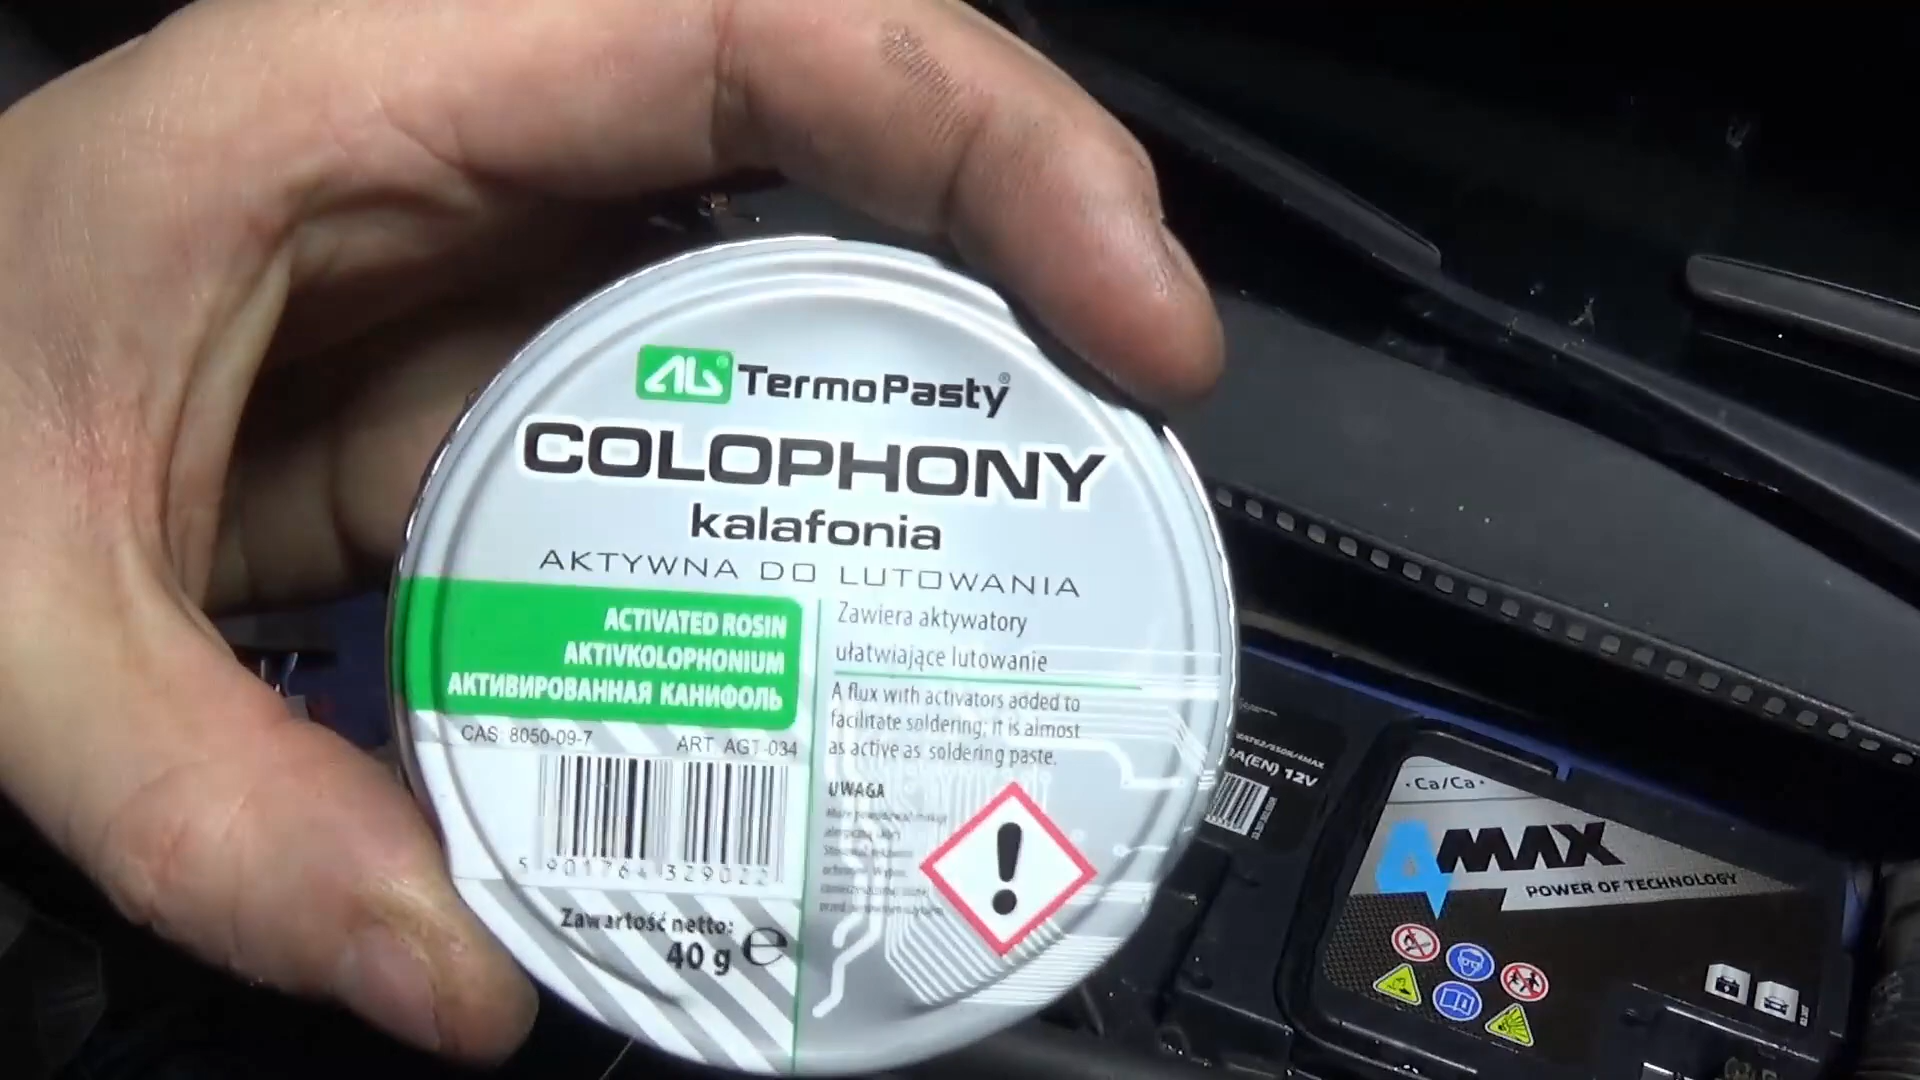 AG TermoPasty®
COLOPHONY
kalafonia
AKTYWNA DO LUTOWANIA
ACTIVATED ROSIN
AKTIVKOLOPHONIUM
АКТИВИРОВАННАЯ КАНИФОЛЬ
CAS: 8050-09-7 ART. AGT-034
5 901764 329022
Zawartość netto:
40 g ℮
Zawiera aktywatory
ułatwiające lutowanie
A flux with activators added to
facilitate soldering; it is almost
as active as soldering paste.
UWAGA
A(EN) 12V
·Ca/Ca·
4MAX
POWER OF TECHNOLOGY